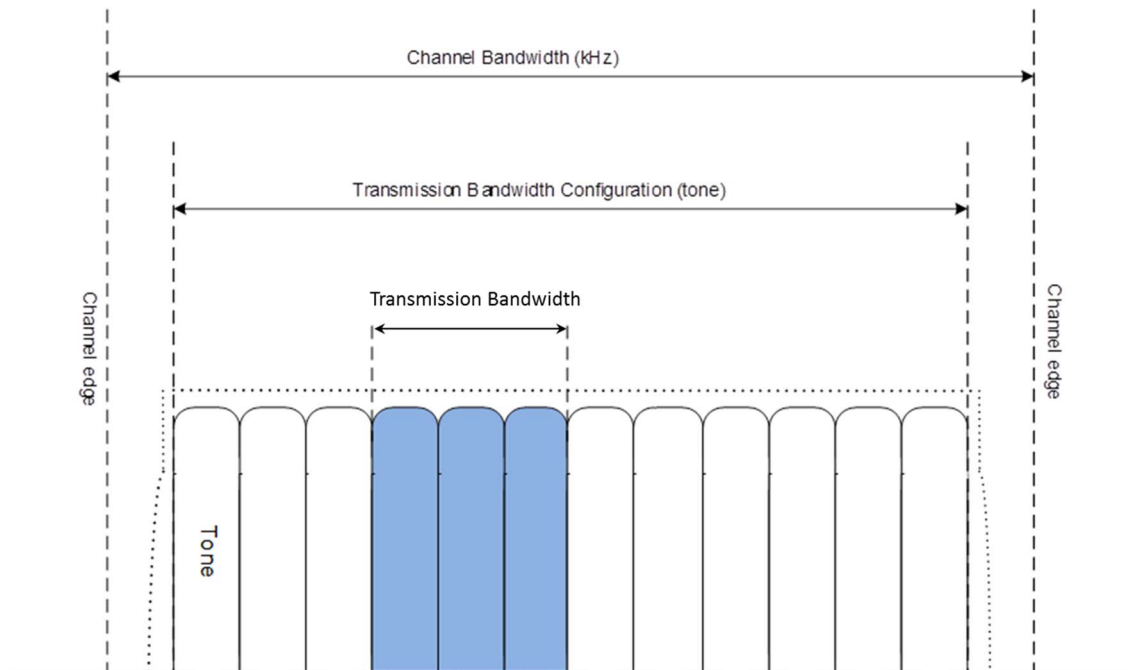 Channel Bandwidth (kHz)
Transmission Bandwidth Configuration (tone)
Transmission Bandwidth
Channel edge
Channel edge
Tone